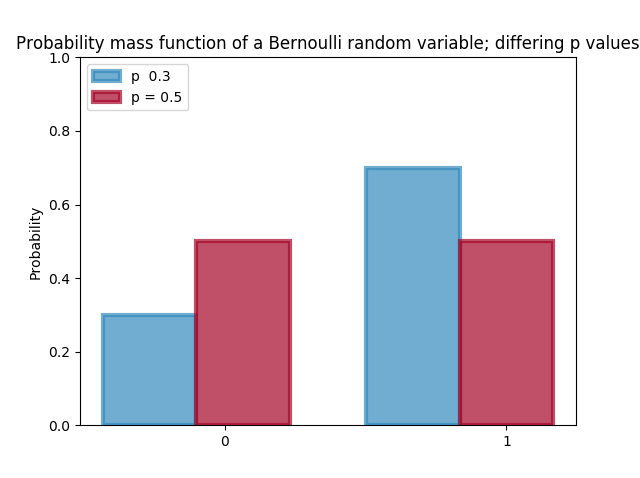 Probability mass function of a Bernoulli random variable; differing p values
1.0
p  0.3
p = 0.5
0.8
0.6
Probability
0.4
0.2
0.0
0
1